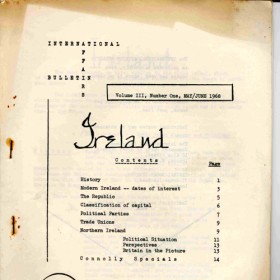 INTERNATIONAL
AFFAIRS
BULLETIN
Volume III, Number One, MAY/JUNE 1968
Ireland
Contents
Page
History 1
Modern Ireland -- dates of interest 3
The Republic 5
Classification of capital 6
Political Parties 7
Trade Unions 9
Northern Ireland 9
Political Situation 11
Perspectives 13
Britain in the Picture 13
Connolly Specials 14